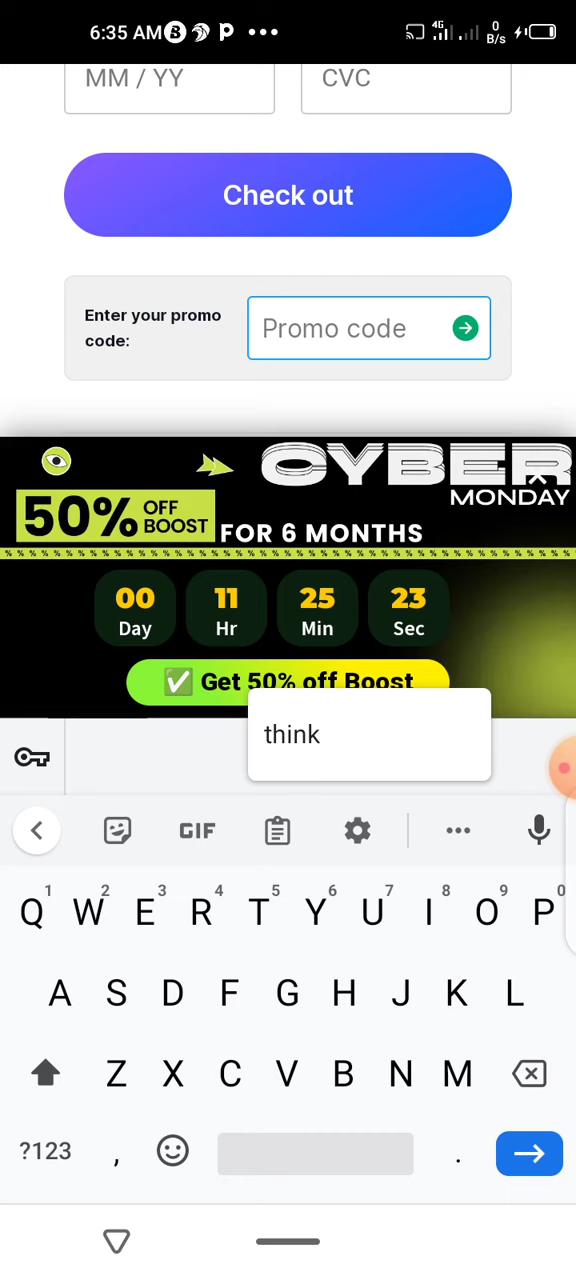 6:35 AM
4G
0
B/s
MM / YY
CVC
Check out
Enter your promo
code:
Promo code
CYBER
MONDAY
50% OFF
BOOST
FOR 6 MONTHS
00
11
25
23
Day
Hr
Min
Sec
✅ Get 50% off Boost
think
GIF
1 2 3 4 5 6 7 8 9 0
Q W E R T Y U I O P
A S D F G H J K L
Z X C V B N M
?123 , .